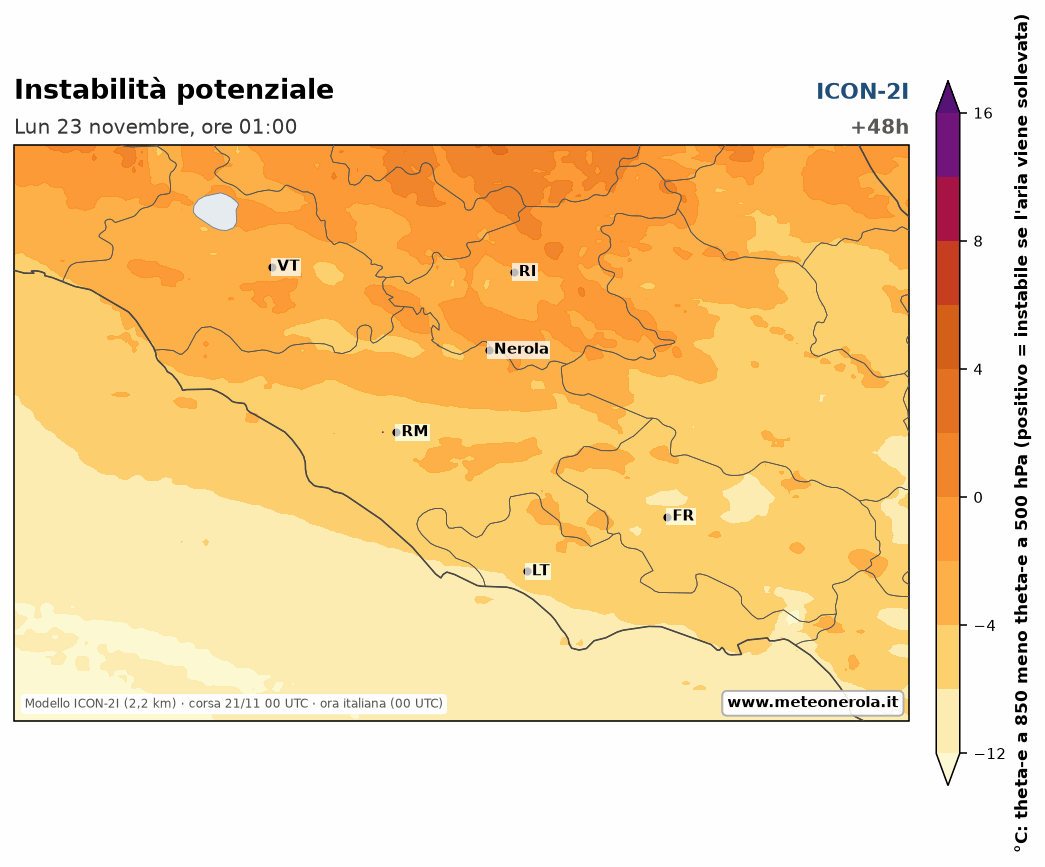 Instabilità potenziale
ICON-2I
Lun 23 novembre, ore 01:00
+48h
VT
RI
Nerola
RM
FR
LT
Modello ICON-2I (2,2 km) · corsa 21/11 00 UTC · ora italiana (00 UTC)
www.meteonerola.it
16
8
4
0
−4
−12
°C: theta-e a 850 meno theta-e a 500 hPa (positivo = instabile se l'aria viene sollevata)